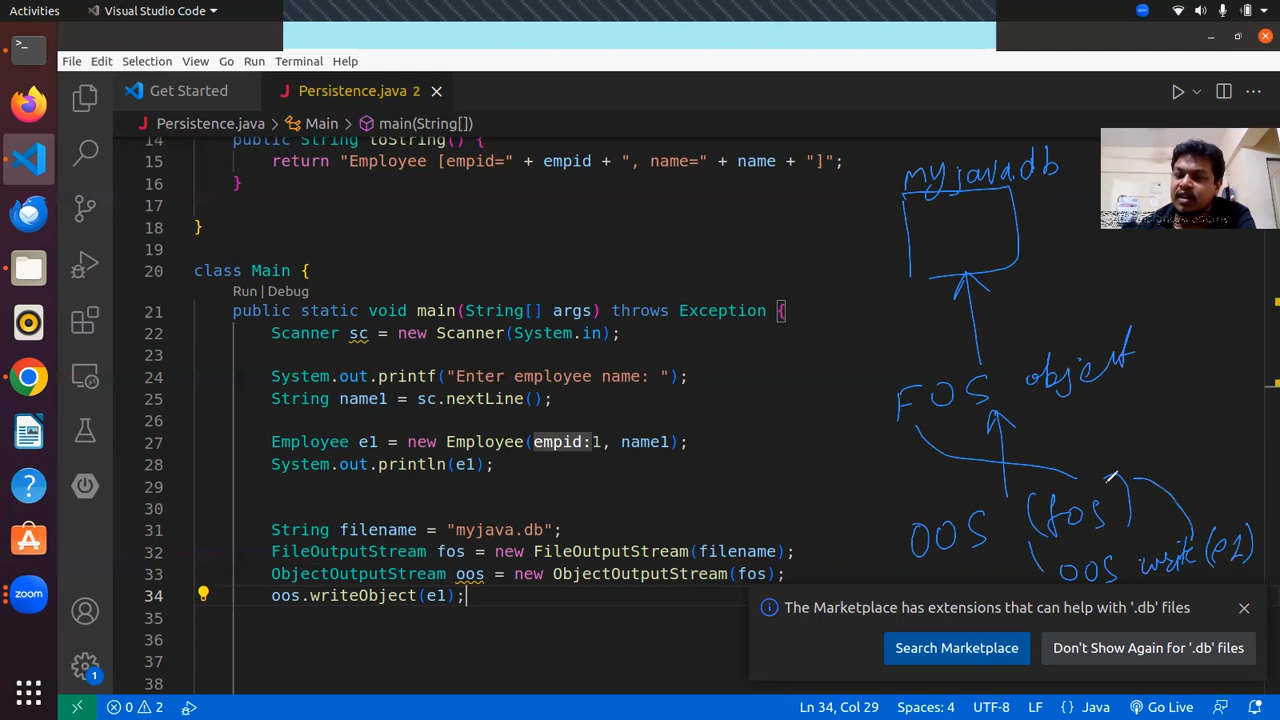 Activities
Visual Studio Code
File Edit Selection View Go Run Terminal Help
Get Started
Persistence.java 2
Persistence.java > Main > main(String[])
14 public String toString() {
15 return "Employee [empid=" + empid + ", name=" + name + "]";
16 }
17
18 }
19
20 class Main {
Run | Debug
21 public static void main(String[] args) throws Exception {
22 Scanner sc = new Scanner(System.in);
23
24 System.out.printf("Enter employee name: ");
25 String name1 = sc.nextLine();
26
27 Employee e1 = new Employee(empid:1, name1);
28 System.out.println(e1);
29
30
31 String filename = "myjava.db";
32 FileOutputStream fos = new FileOutputStream(filename);
33 ObjectOutputStream oos = new ObjectOutputStream(fos);
34 oos.writeObject(e1);
35
36
37
38
myjava.db
FOS object
OOS (fos)
oos write(e1)
The Marketplace has extensions that can help with '.db' files
Search Marketplace
Don't Show Again for '.db' files
zoom
1
0 2
Ln 34, Col 29 Spaces: 4 UTF-8 LF {} Java Go Live